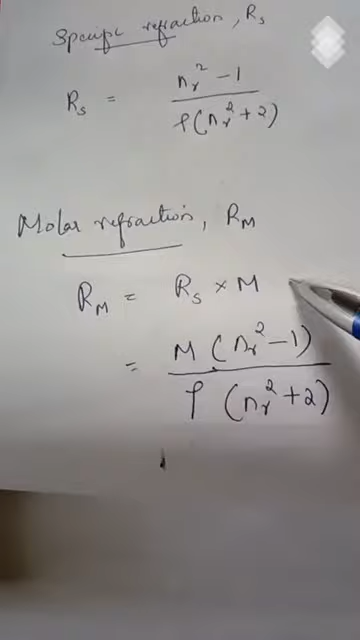 Specific refraction, Rs
Rs = nr² - 1 / ρ(nr² + 2)
Molar refraction, RM
RM = Rs × M
= M (nr² - 1) / ρ (nr² + 2)